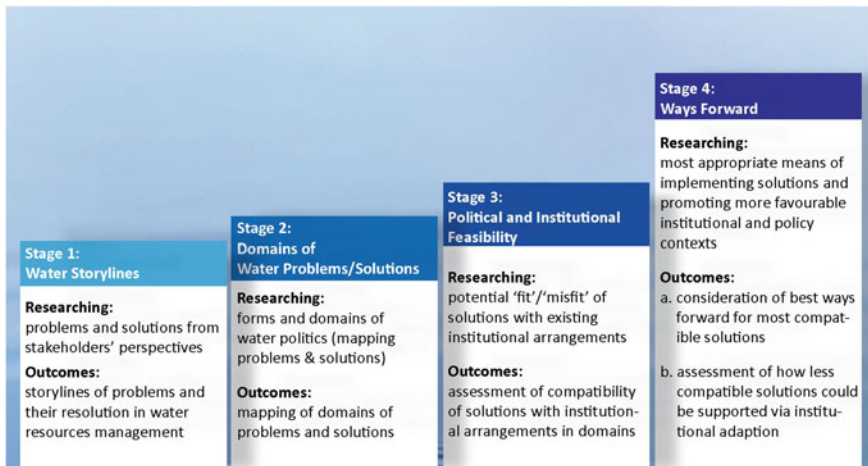 Stage 1:
Water Storylines
Researching:
problems and solutions from
stakeholders' perspectives
Outcomes:
storylines of problems and
their resolution in water
resources management
Stage 2:
Domains of
Water Problems/Solutions
Researching:
forms and domains of
water politics (mapping
problems & solutions)
Outcomes:
mapping of domains of
problems and solutions
Stage 3:
Political and Institutional
Feasibility
Researching:
potential 'fit'/'misfit' of
solutions with existing
institutional arrangements
Outcomes:
assessment of compatibility
of solutions with institution-
al arrangements in domains
Stage 4:
Ways Forward
Researching:
most appropriate means of
implementing solutions and
promoting more favourable
institutional and policy
contexts
Outcomes:
a. consideration of best ways
forward for most compat-
ible solutions
b. assessment of how less
compatible solutions could
be supported via institu-
tional adaption